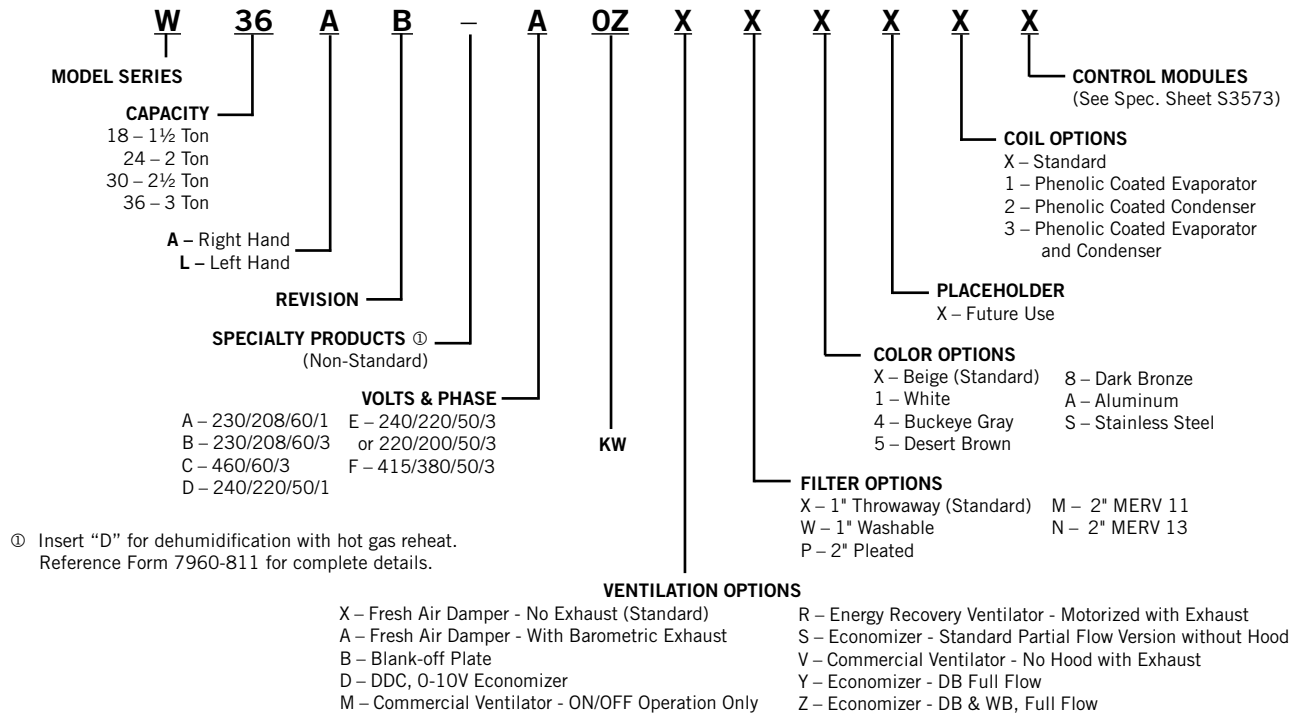 W 36 A B – A 0Z X X X X X X
MODEL SERIES
CAPACITY
18 – 1½ Ton
24 – 2 Ton
30 – 2½ Ton
36 – 3 Ton
A – Right Hand
L – Left Hand
REVISION
SPECIALTY PRODUCTS ①
(Non-Standard)
VOLTS & PHASE
A – 230/208/60/1
B – 230/208/60/3
C – 460/60/3
D – 240/220/50/1
E – 240/220/50/3
or 220/200/50/3
F – 415/380/50/3
KW
CONTROL MODULES
(See Spec. Sheet S3573)
COIL OPTIONS
X – Standard
1 – Phenolic Coated Evaporator
2 – Phenolic Coated Condenser
3 – Phenolic Coated Evaporator
and Condenser
PLACEHOLDER
X – Future Use
COLOR OPTIONS
X – Beige (Standard)
1 – White
4 – Buckeye Gray
5 – Desert Brown
8 – Dark Bronze
A – Aluminum
S – Stainless Steel
FILTER OPTIONS
X – 1" Throwaway (Standard)
W – 1" Washable
P – 2" Pleated
M – 2" MERV 11
N – 2" MERV 13
① Insert “D” for dehumidification with hot gas reheat.
Reference Form 7960-811 for complete details.
VENTILATION OPTIONS
X – Fresh Air Damper - No Exhaust (Standard)
A – Fresh Air Damper - With Barometric Exhaust
B – Blank-off Plate
D – DDC, 0-10V Economizer
M – Commercial Ventilator - ON/OFF Operation Only
R – Energy Recovery Ventilator - Motorized with Exhaust
S – Economizer - Standard Partial Flow Version without Hood
V – Commercial Ventilator - No Hood with Exhaust
Y – Economizer - DB Full Flow
Z – Economizer - DB & WB, Full Flow